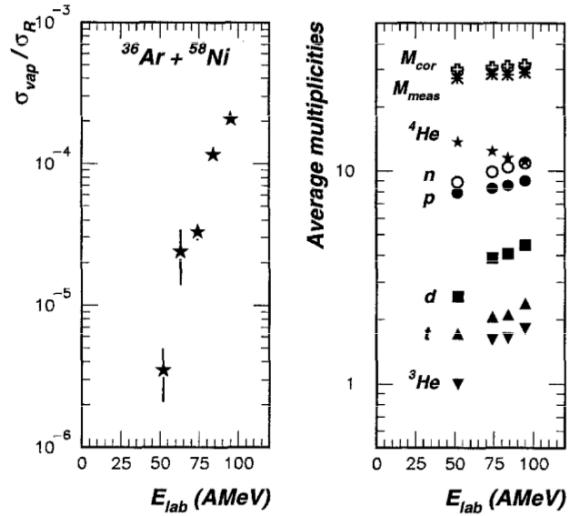 σvap/σR
10⁻³
10⁻⁴
10⁻⁵
10⁻⁶
³⁶Ar + ⁵⁸Ni
0 25 50 75 100
Elab (AMeV)
Average multiplicities
10
1
Mcor
Mmeas
⁴He
n
p
d
t
³He
0 25 50 75 100
Elab (AMeV)